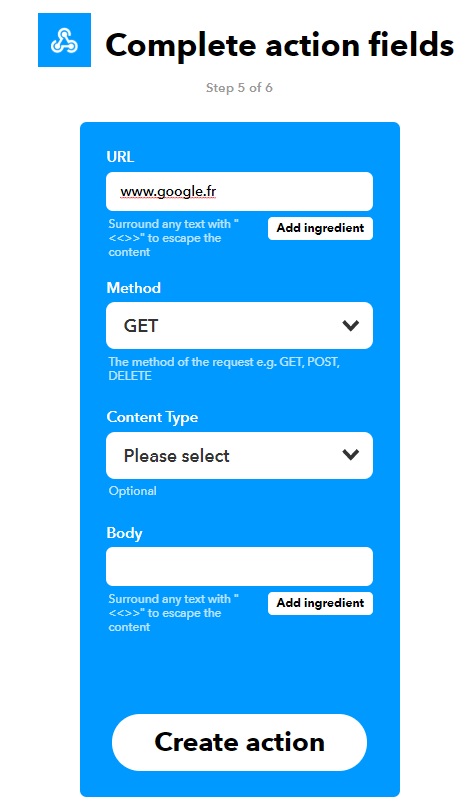 Complete action fields
Step 5 of 6
URL
www.google.fr
Surround any text with "
<<>>" to escape the
content
Add ingredient
Method
GET
The method of the request e.g. GET, POST,
DELETE
Content Type
Please select
Optional
Body
Surround any text with "
<<>>" to escape the
content
Add ingredient
Create action